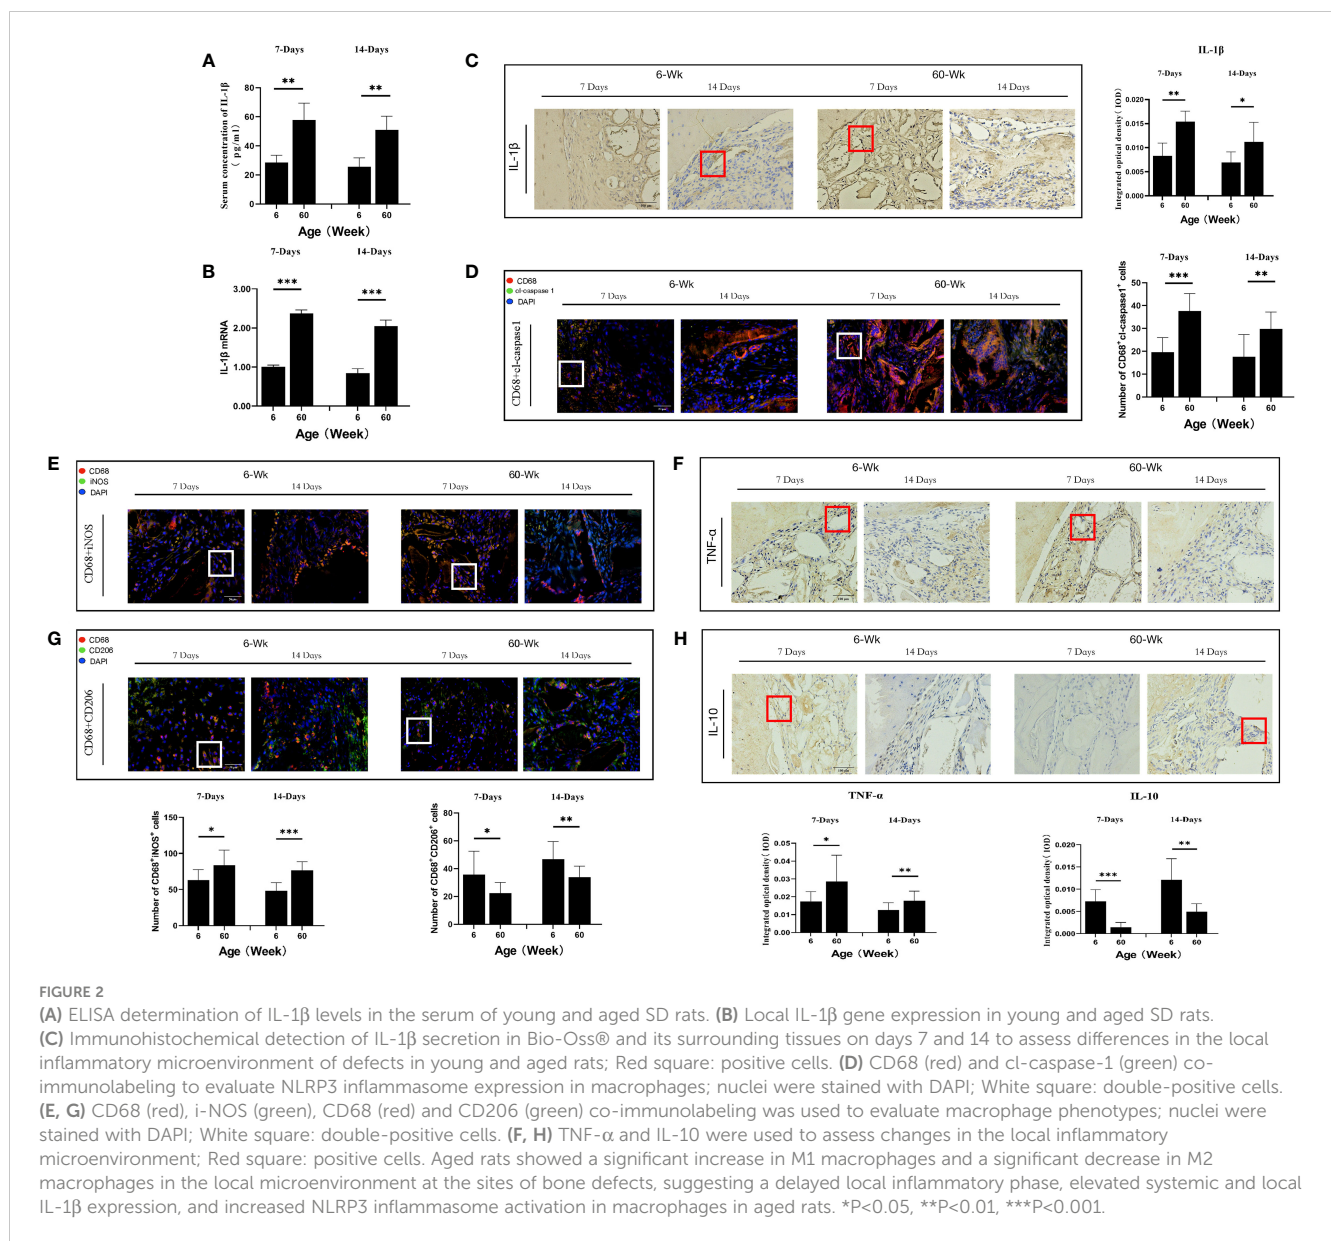 A
7-Days
14-Days
**
**
Serum concentration of IL-1β
( pg/ml )
80
60
40
20
0
6
60
6
60
Age (Week)
B
7-Days
14-Days
***
***
IL-1β mRNA
3.00
2.00
1.00
0.00
6
60
6
60
Age (Week)
C
6-Wk
60-Wk
7 Days
14 Days
7 Days
14 Days
IL-1β
IL-1β
7-Days
14-Days
**
*
Integrated optical density( IOD)
0.020
0.015
0.010
0.005
0.000
6
60
6
60
Age (Week)
D
CD68
cl-caspase 1
DAPI
6-Wk
60-Wk
7 Days
14 Days
7 Days
14 Days
CD68+cl-caspase1
7-Days
14-Days
***
**
Number of CD68⁺cl-caspase1⁺ cells
50
40
30
20
10
0
6
60
6
60
Age (Week)
E
CD68
iNOS
DAPI
6-Wk
60-Wk
7 Days
14 Days
7 Days
14 Days
CD68+iNOS
F
6-Wk
60-Wk
7 Days
14 Days
7 Days
14 Days
TNF-α
G
CD68
CD206
DAPI
6-Wk
60-Wk
7 Days
14 Days
7 Days
14 Days
CD68+CD206
H
6-Wk
60-Wk
7 Days
14 Days
7 Days
14 Days
IL-10
7-Days
14-Days
*
***
Number of CD68⁺iNOS⁺ cells
150
100
50
0
6
60
6
60
Age (Week)
7-Days
14-Days
*
**
Number of CD68⁺CD206⁺ cells
80
60
40
20
0
6
60
6
60
Age (Week)
TNF-α
7-Days
14-Days
*
**
Integrated optical density( IOD)
0.05
0.04
0.03
0.02
0.01
0.00
6
60
6
60
Age (Week)
IL-10
7-Days
14-Days
***
**
Integrated optical density( IOD)
0.020
0.015
0.010
0.005
0.000
6
60
6
60
Age (Week)
FIGURE 2
(A) ELISA determination of IL-1β levels in the serum of young and aged SD rats. (B) Local IL-1β gene expression in young and aged SD rats.
(C) Immunohistochemical detection of IL-1β secretion in Bio-Oss® and its surrounding tissues on days 7 and 14 to assess differences in the local
inflammatory microenvironment of defects in young and aged rats; Red square: positive cells. (D) CD68 (red) and cl-caspase-1 (green) co-
immunolabeling to evaluate NLRP3 inflammasome expression in macrophages; nuclei were stained with DAPI; White square: double-positive cells.
(E, G) CD68 (red), i-NOS (green), CD68 (red) and CD206 (green) co-immunolabeling was used to evaluate macrophage phenotypes; nuclei were
stained with DAPI; White square: double-positive cells. (F, H) TNF-α and IL-10 were used to assess changes in the local inflammatory
microenvironment; Red square: positive cells. Aged rats showed a significant increase in M1 macrophages and a significant decrease in M2
macrophages in the local microenvironment at the sites of bone defects, suggesting a delayed local inflammatory phase, elevated systemic and local
IL-1β expression, and increased NLRP3 inflammasome activation in macrophages in aged rats. *P<0.05, **P<0.01, ***P<0.001.